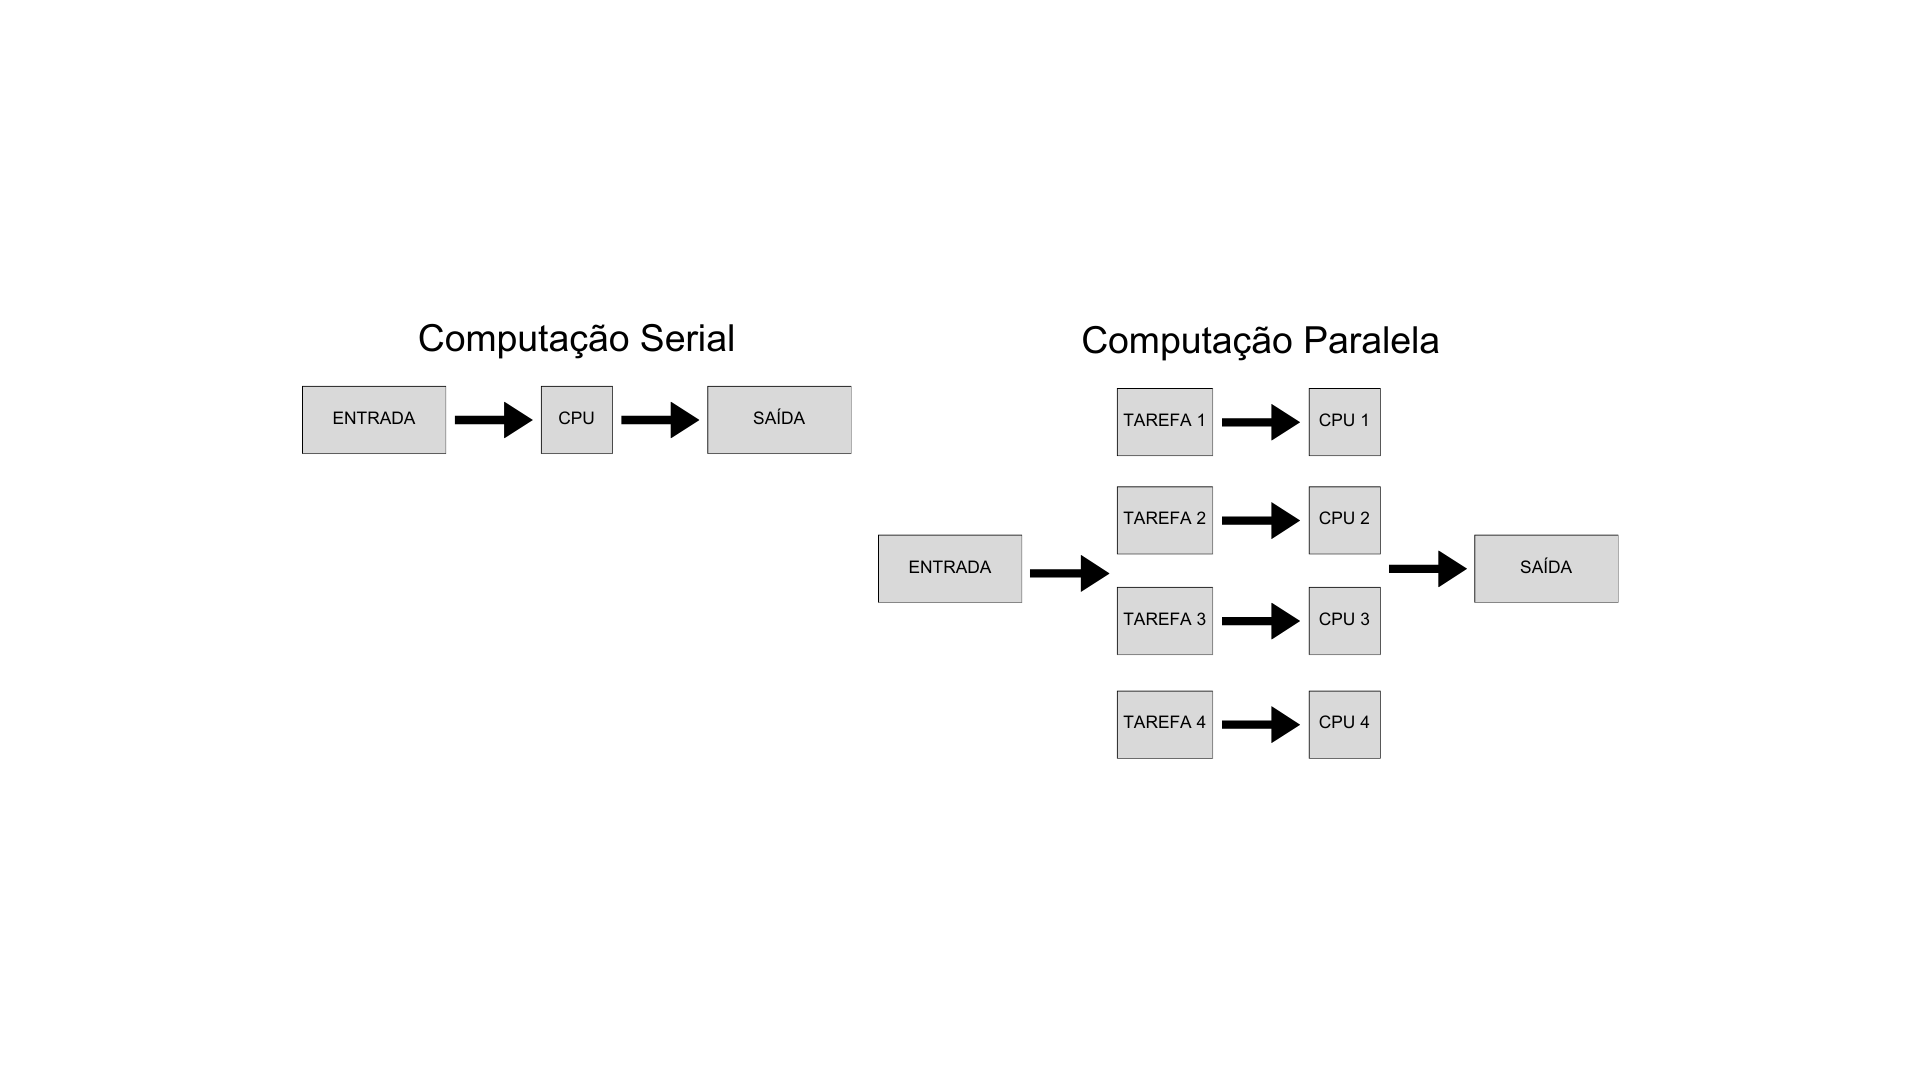 Computação Serial
ENTRADA
CPU
SAÍDA
Computação Paralela
ENTRADA
TAREFA 1
CPU 1
TAREFA 2
CPU 2
TAREFA 3
CPU 3
TAREFA 4
CPU 4
SAÍDA